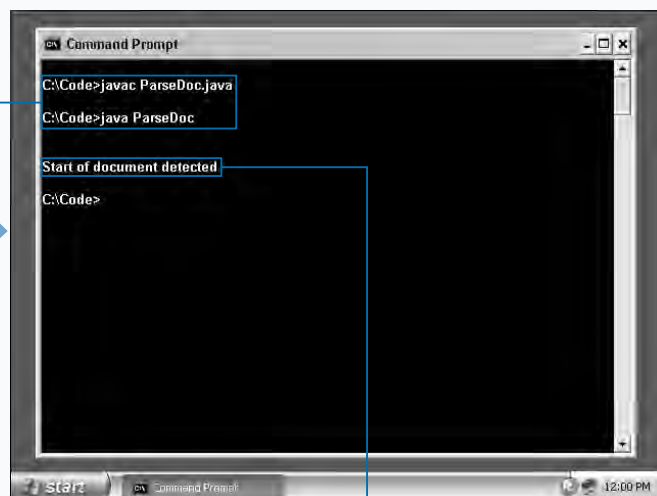 Command Prompt
C:\Code>javac ParseDoc.java
C:\Code>java ParseDoc
Start of document detected
C:\Code>
start
Command Prompt
12:00 PM